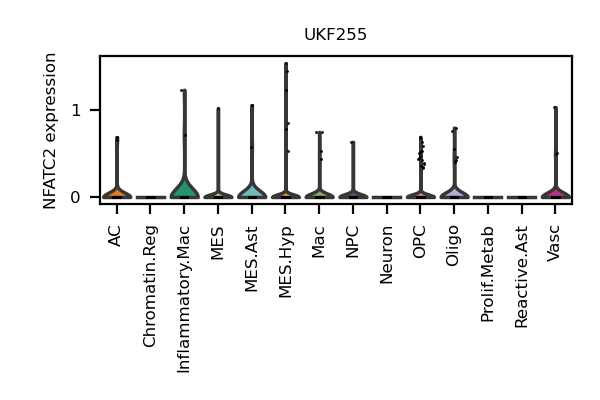 UKF255
NFATC2 expression
1
0
AC
Chromatin.Reg
Inflammatory.Mac
MES
MES.Ast
MES.Hyp
Mac
NPC
Neuron
OPC
Oligo
Prolif.Metab
Reactive.Ast
Vasc